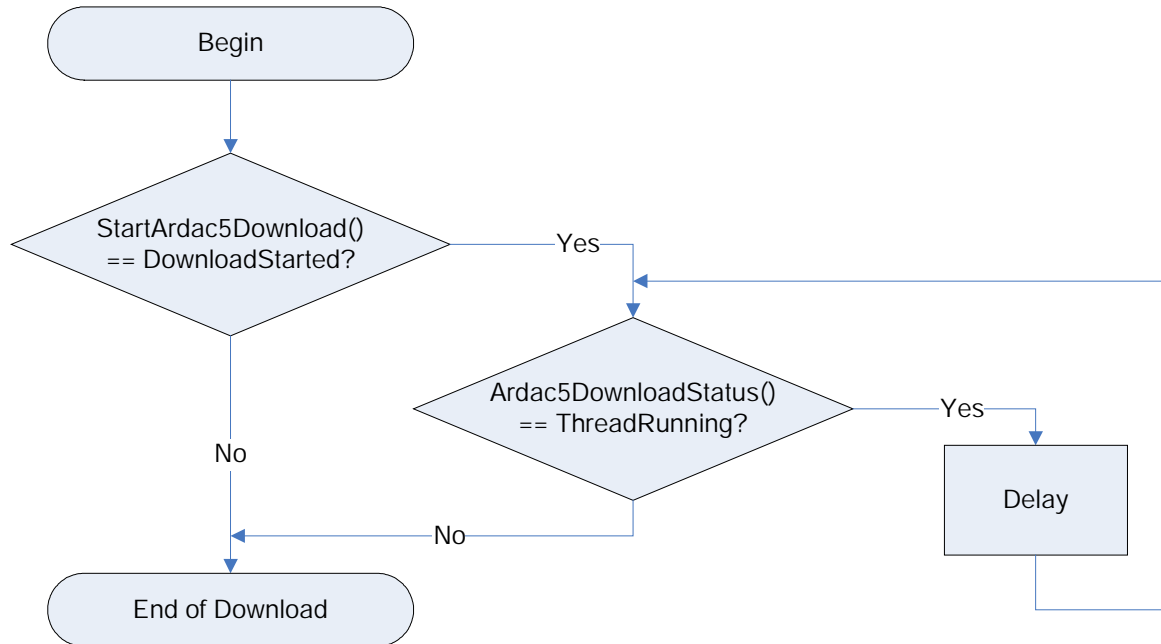 Begin
StartArdac5Download()
== DownloadStarted?
Yes
Ardac5DownloadStatus()
== ThreadRunning?
Yes
No
Delay
No
End of Download